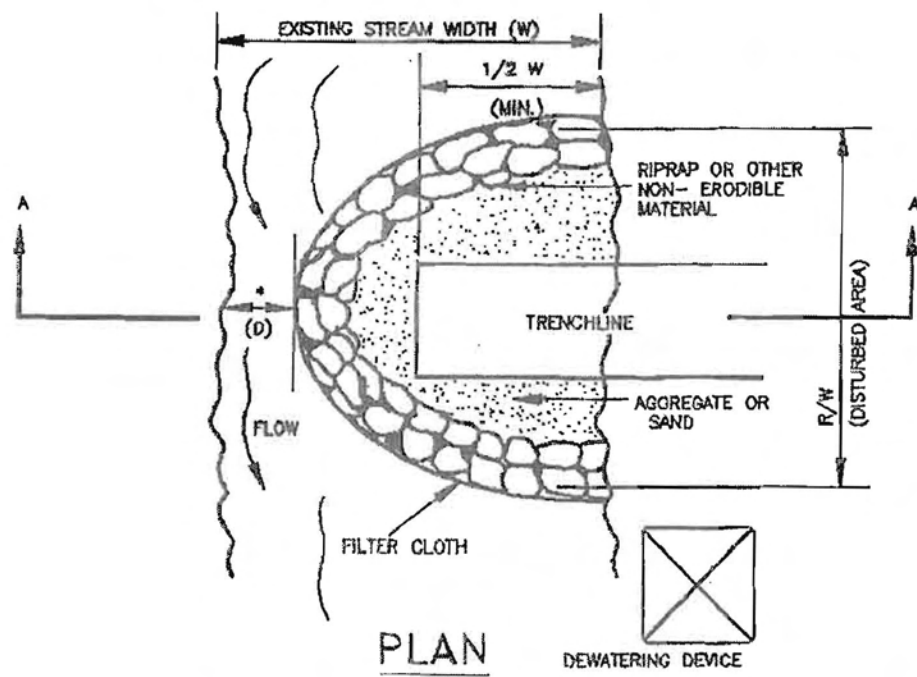 EXISTING STREAM WIDTH (W)
1/2 W
(MIN.)
RIPRAP OR OTHER
NON- ERODIBLE
MATERIAL
A
A
*
(D)
TRENCHLINE
R/W
(DISTURBED AREA)
AGGREGATE OR
SAND
FLOW
FILTER CLOTH
PLAN
DEWATERING DEVICE